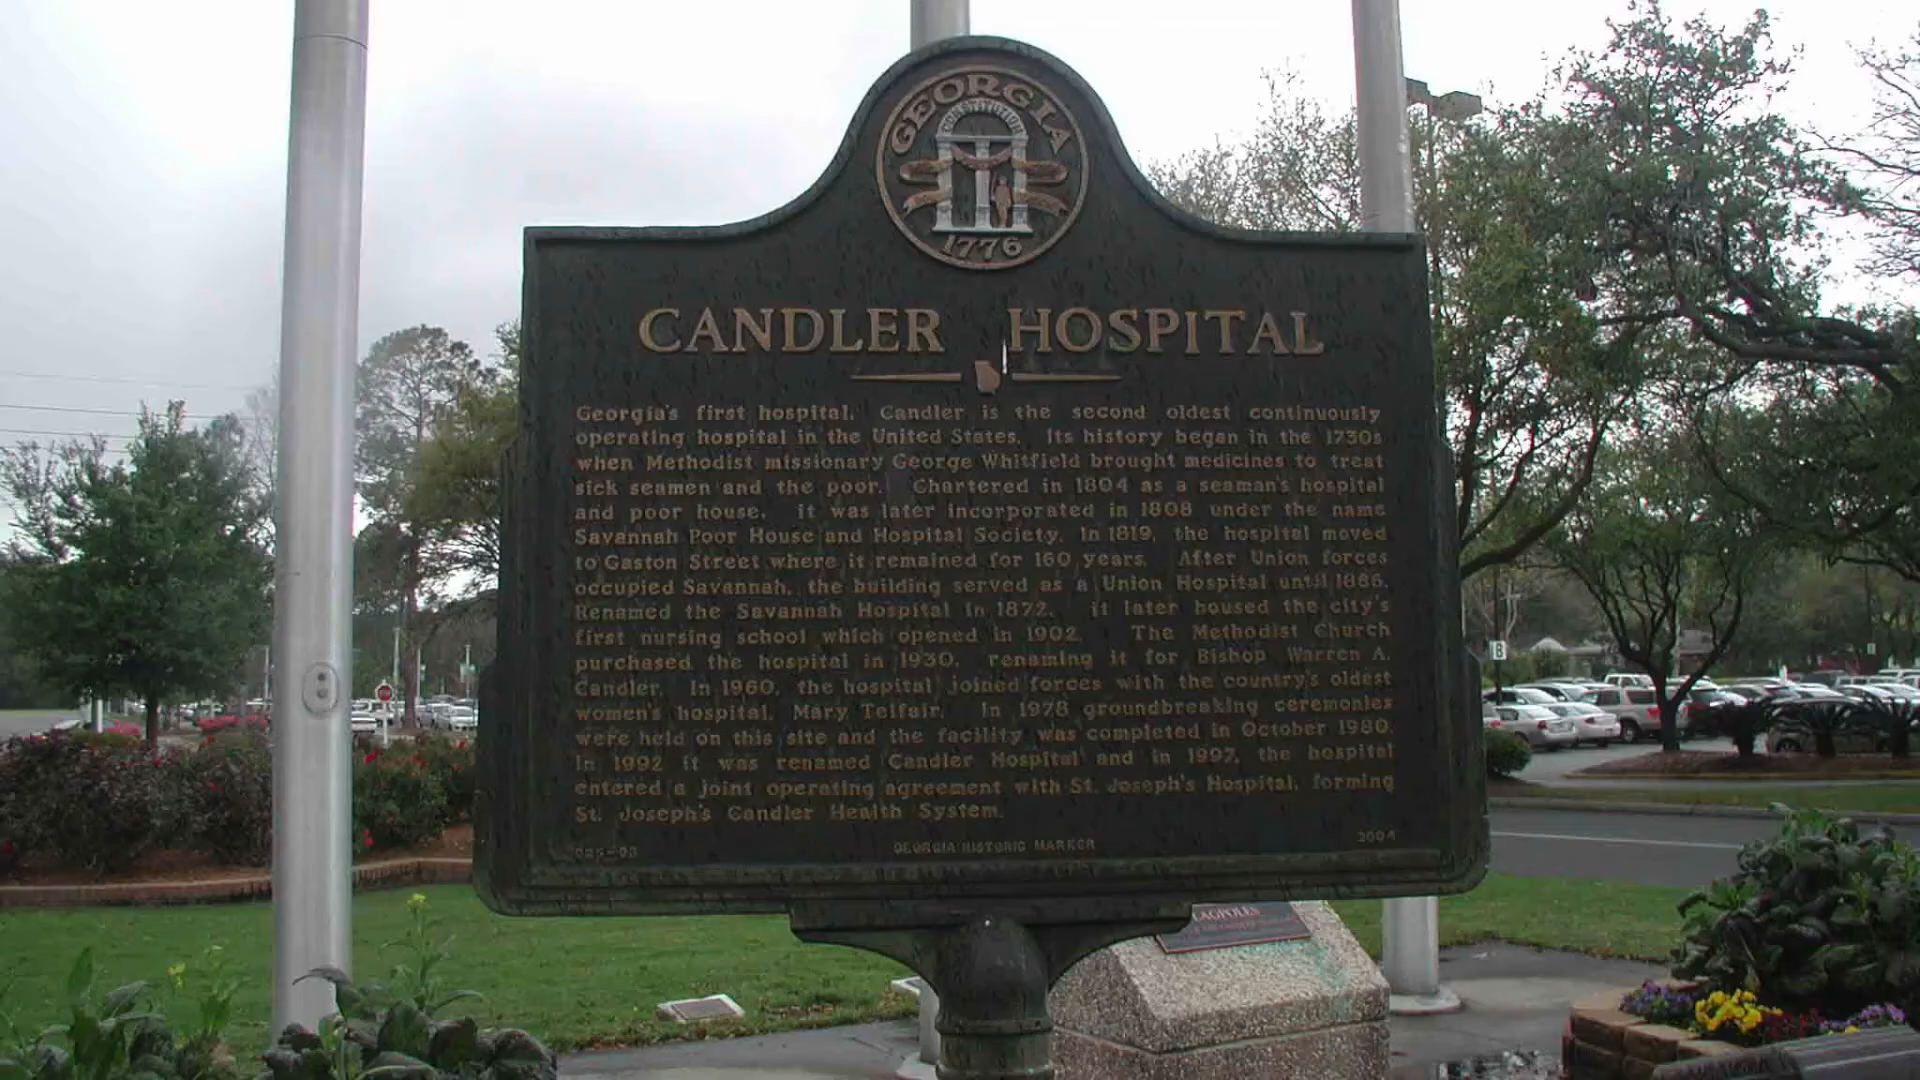 GEORGIA
CONSTITUTION
1776
CANDLER HOSPITAL
Georgia's first hospital, Candler is the second oldest continuously
operating hospital in the United States. Its history began in the 1730s
when Methodist missionary George Whitfield brought medicines to treat
sick seamen and the poor. Chartered in 1804 as a seaman's hospital
and poor house, it was later incorporated in 1808 under the name
Savannah Poor House and Hospital Society. In 1819, the hospital moved
to Gaston Street where it remained for 160 years. After Union forces
occupied Savannah, the building served as a Union Hospital until 1866.
Renamed the Savannah Hospital in 1872, it later housed the city's
first nursing school which opened in 1902. The Methodist Church
purchased the hospital in 1930, renaming it for Bishop Warren A.
Candler. In 1960, the hospital joined forces with the country's oldest
women's hospital, Mary Telfair. In 1978 groundbreaking ceremonies
were held on this site and the facility was completed in October 1980.
In 1992 it was renamed Candler Hospital and in 1997, the hospital
entered a joint operating agreement with St. Joseph's Hospital, forming
St. Joseph's Candler Health System.
GEORGIA HISTORIC MARKER 2004
B